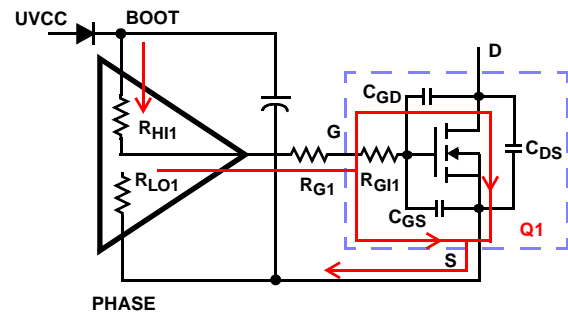 UVCC
BOOT
D
CGD
RHI1
G
CDS
RLO1
RG1
RGI1
CGS
Q1
S
PHASE